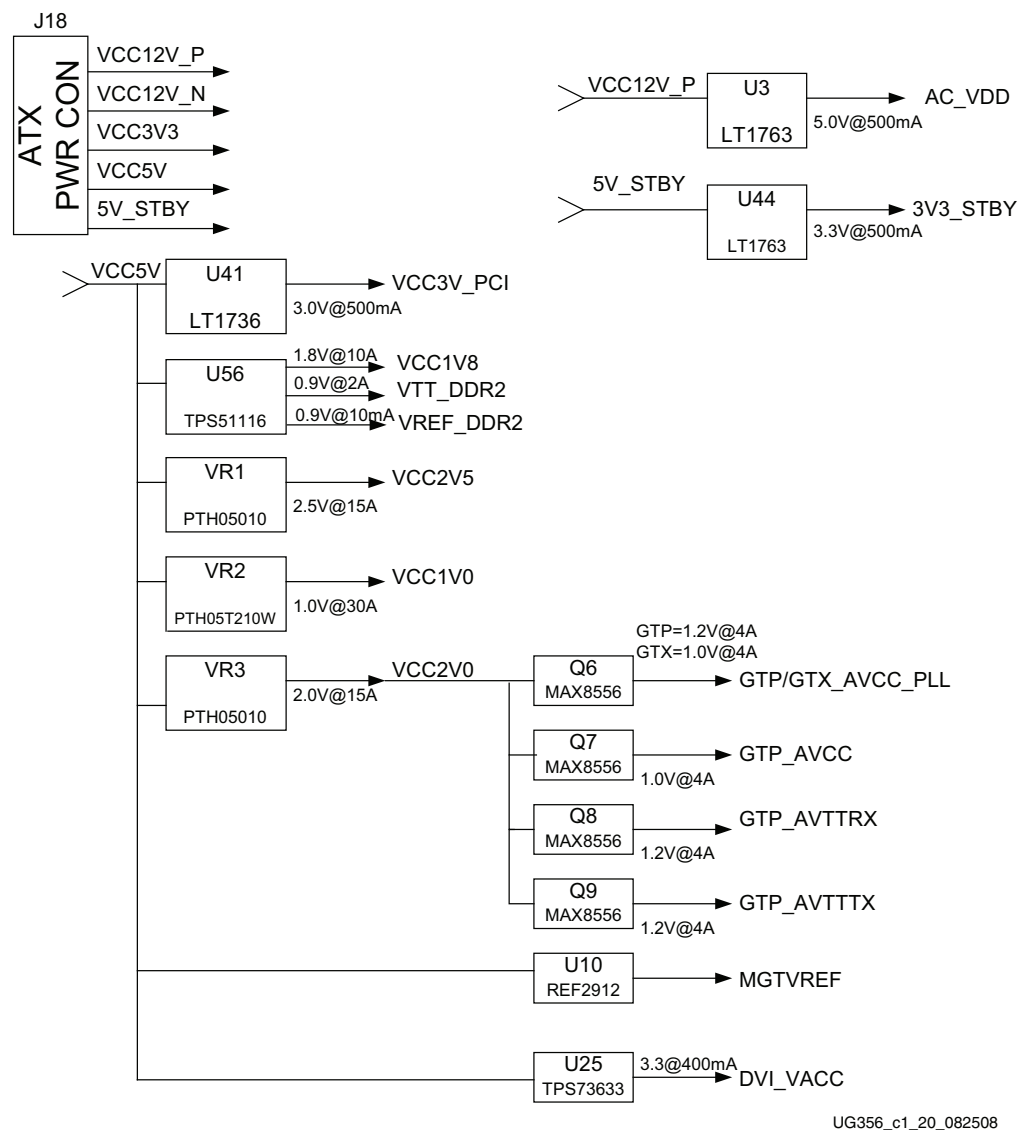 J18
ATX
PWR CON
VCC12V_P
VCC12V_N
VCC3V3
VCC5V
5V_STBY
VCC12V_P
U3
LT1763
5.0V@500mA
AC_VDD
5V_STBY
U44
LT1763
3.3V@500mA
3V3_STBY
VCC5V
U41
LT1736
3.0V@500mA
VCC3V_PCI
U56
TPS51116
1.8V@10A
VCC1V8
0.9V@2A
VTT_DDR2
0.9V@10mA
VREF_DDR2
VR1
PTH05010
2.5V@15A
VCC2V5
VR2
PTH05T210W
1.0V@30A
VCC1V0
VR3
PTH05010
2.0V@15A
VCC2V0
Q6
MAX8556
GTP=1.2V@4A
GTX=1.0V@4A
GTP/GTX_AVCC_PLL
Q7
MAX8556
1.0V@4A
GTP_AVCC
Q8
MAX8556
1.2V@4A
GTP_AVTTRX
Q9
MAX8556
1.2V@4A
GTP_AVTTTX
U10
REF2912
MGTVREF
U25
TPS73633
3.3@400mA
DVI_VACC
UG356_c1_20_082508